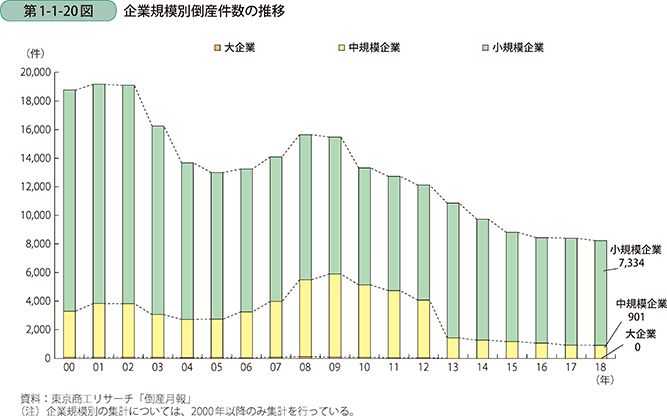 第1-1-20図 企業規模別倒産件数の推移
(件)
大企業 中規模企業 小規模企業
20,000
18,000
16,000
14,000
12,000
10,000
8,000
6,000
4,000
2,000
0
小規模企業
7,334
中規模企業
901
大企業
0
00 01 02 03 04 05 06 07 08 09 10 11 12 13 14 15 16 17 18
(年)
資料:東京商工リサーチ「倒産月報」
(注) 企業規模別の集計については、2000年以降のみ集計を行っている。